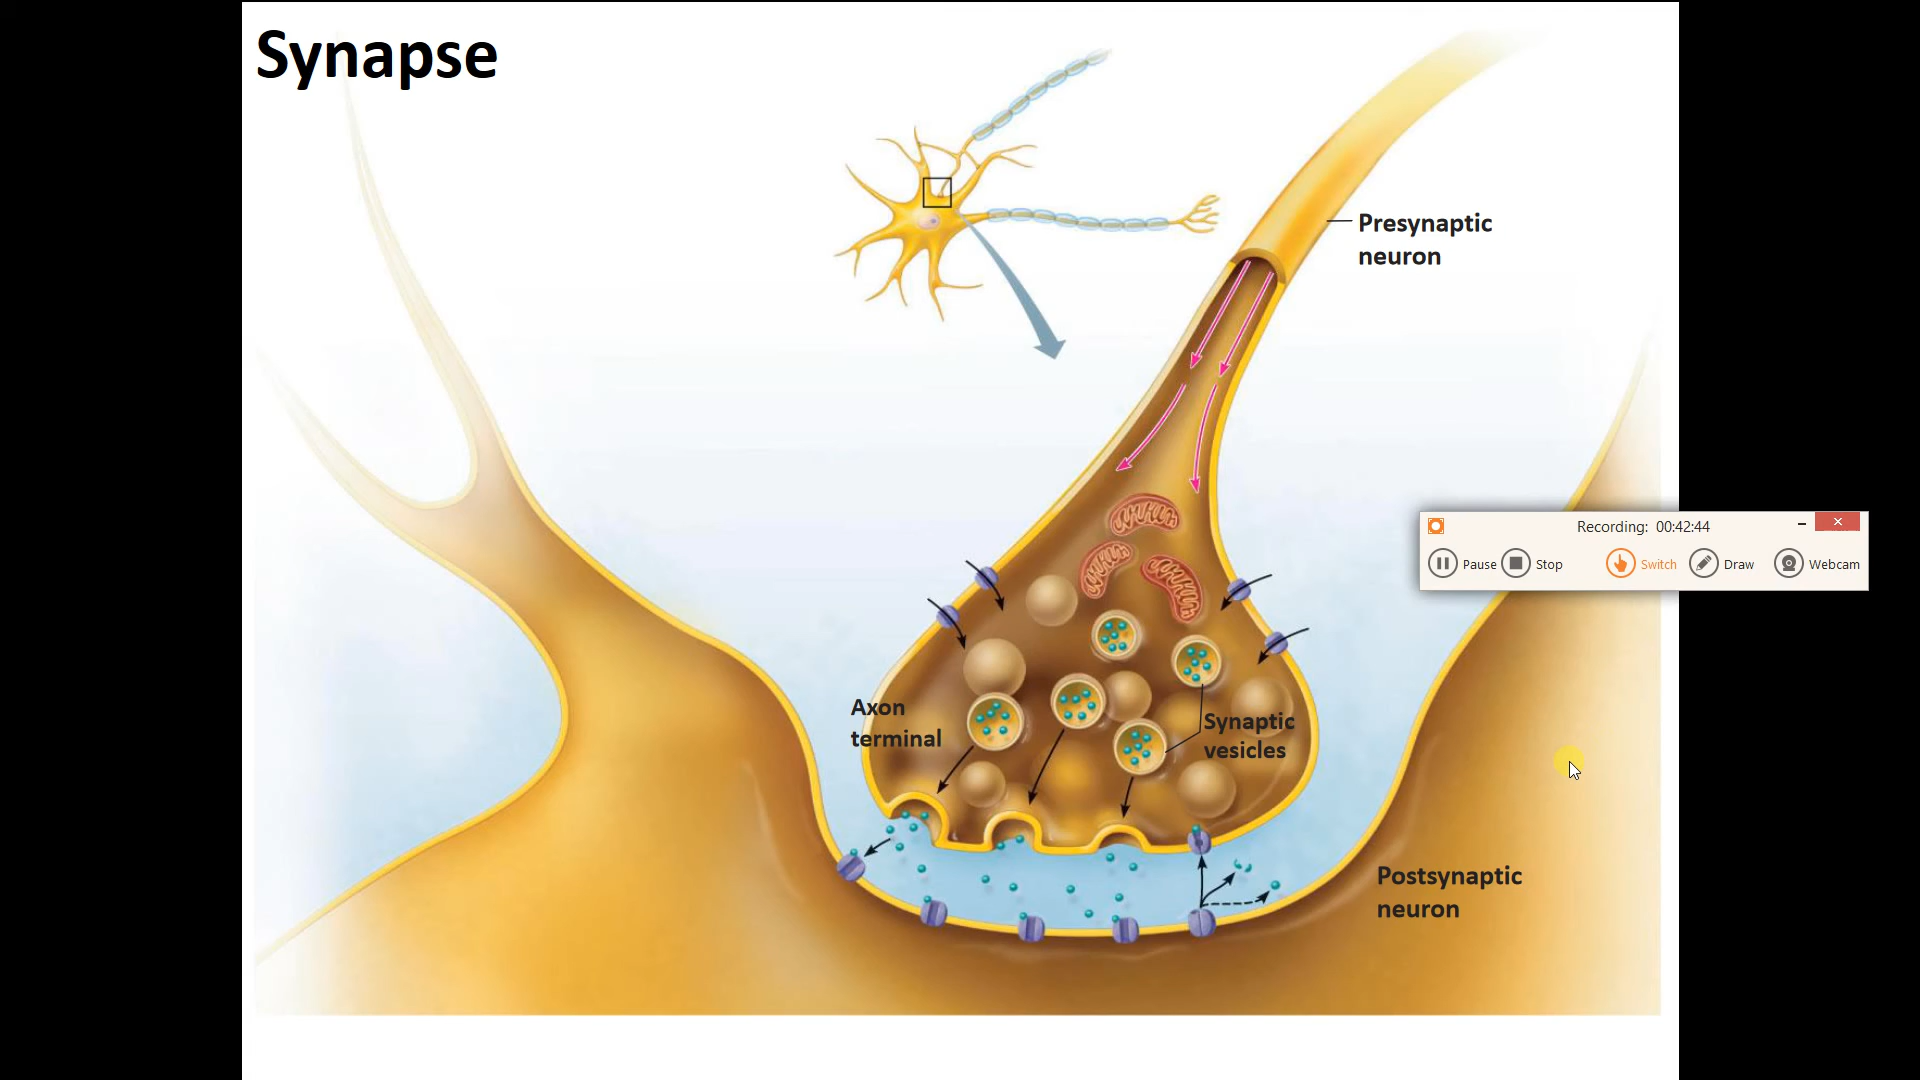 Synapse
Presynaptic
neuron
Recording: 00:42:44
Pause Stop Switch Draw Webcam
Axon
terminal
Synaptic
vesicles
Postsynaptic
neuron